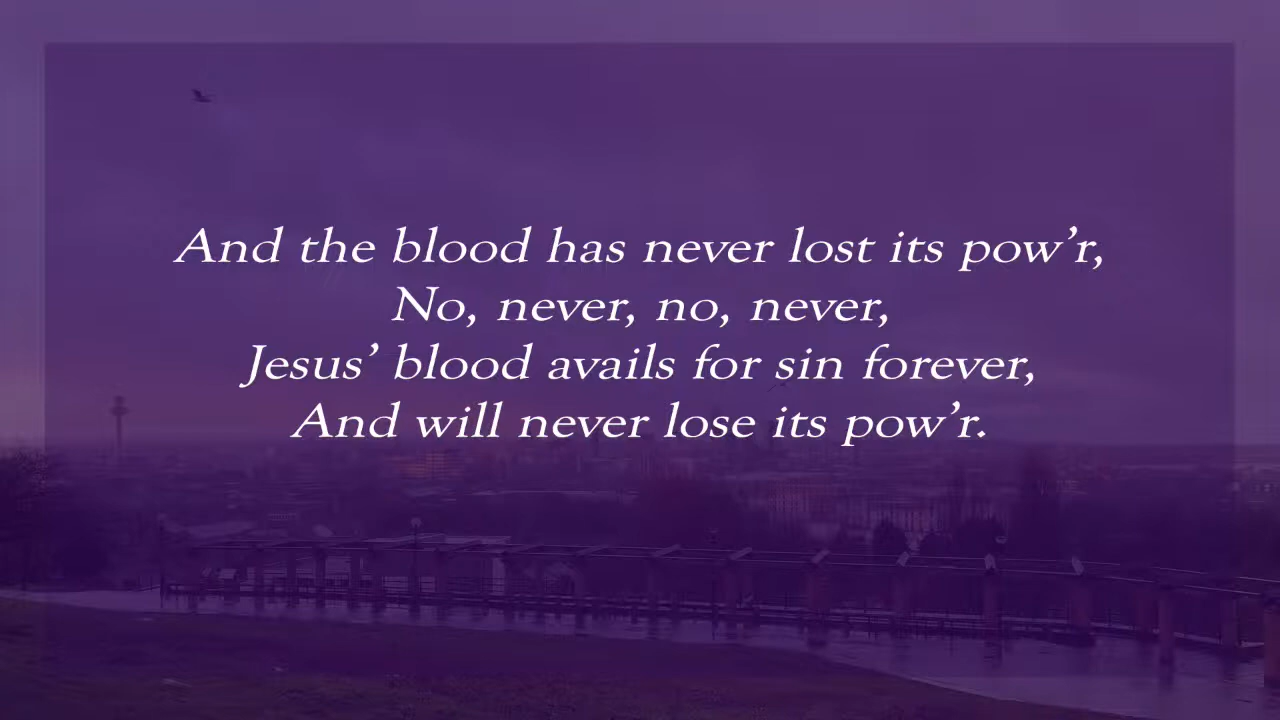 And the blood has never lost its pow’r,
No, never, no, never,
Jesus’ blood avails for sin forever,
And will never lose its pow’r.